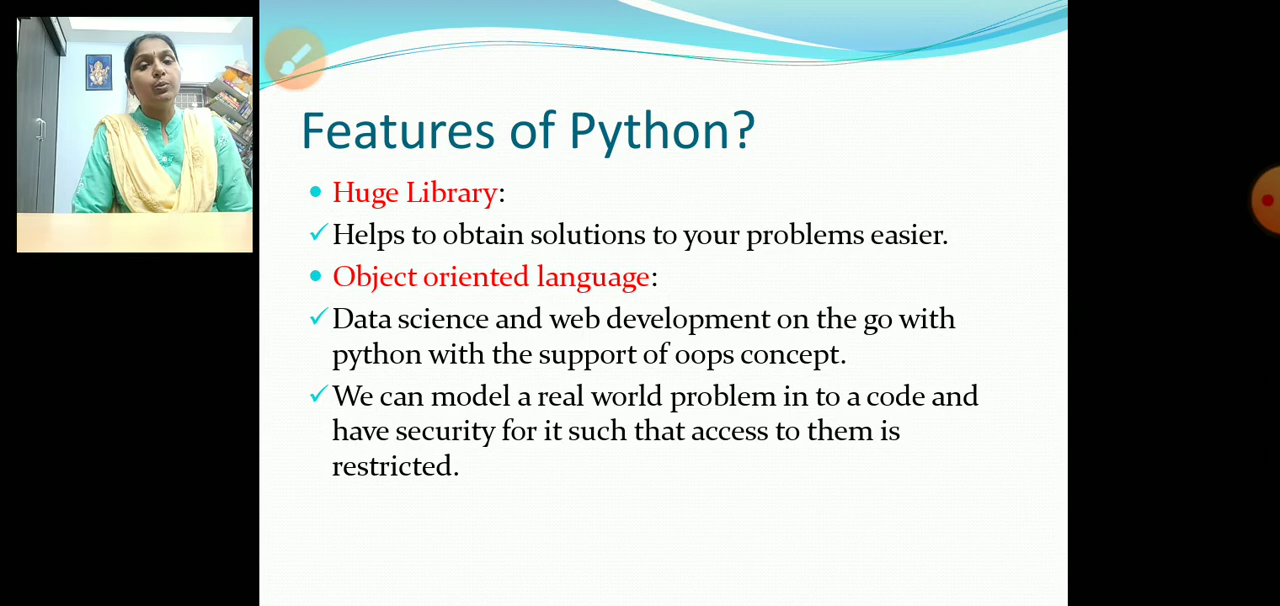 Features of Python?
Huge Library:
Helps to obtain solutions to your problems easier.
Object oriented language:
Data science and web development on the go with
python with the support of oops concept.
We can model a real world problem in to a code and
have security for it such that access to them is
restricted.